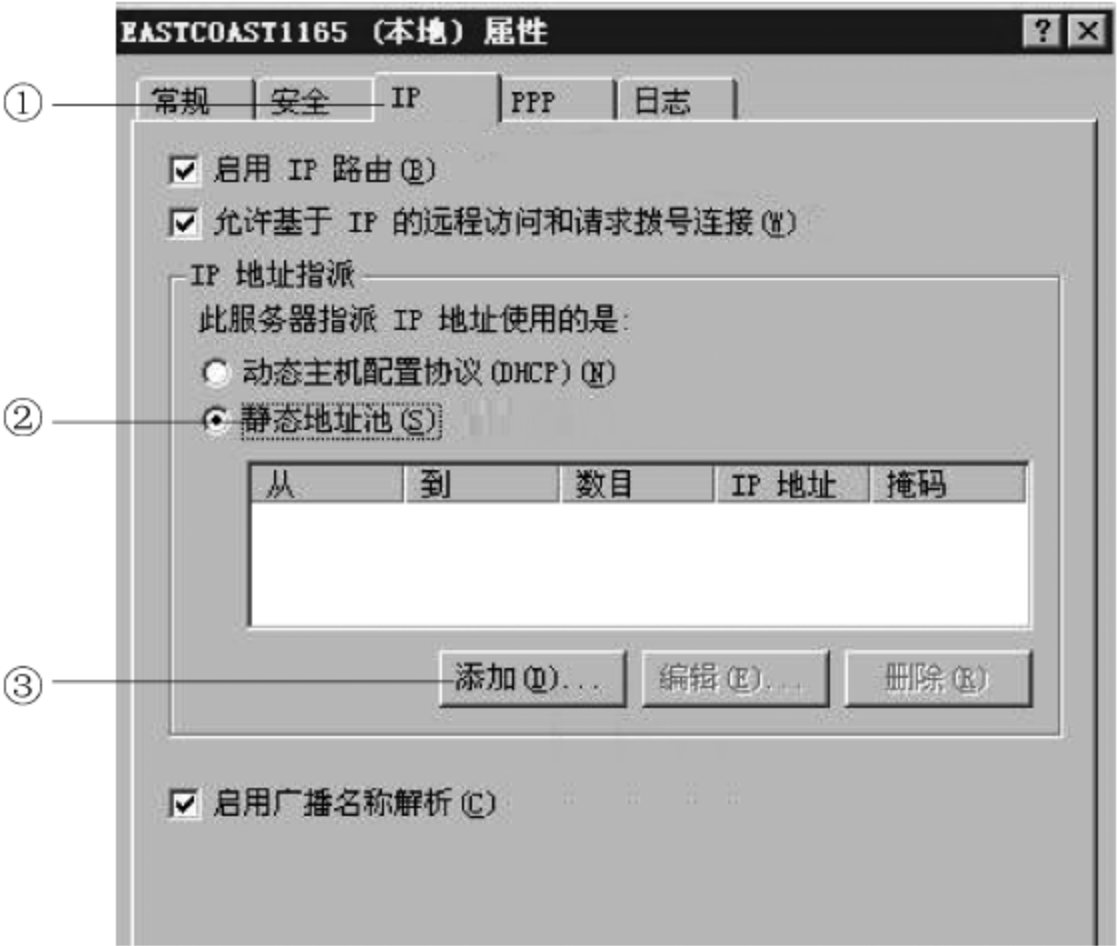 EASTCOAST1165 (本地) 属性
① 常规 安全 IP PPP 日志
启用 IP 路由(B)
允许基于 IP 的远程访问和请求拨号连接(W)
IP 地址指派
此服务器指派 IP 地址使用的是:
动态主机配置协议(DHCP)(N)
② 静态地址池(S)
从 到 数目 IP 地址 掩码
③ 添加(D)... 编辑(E)... 删除(R)
启用广播名称解析(C)